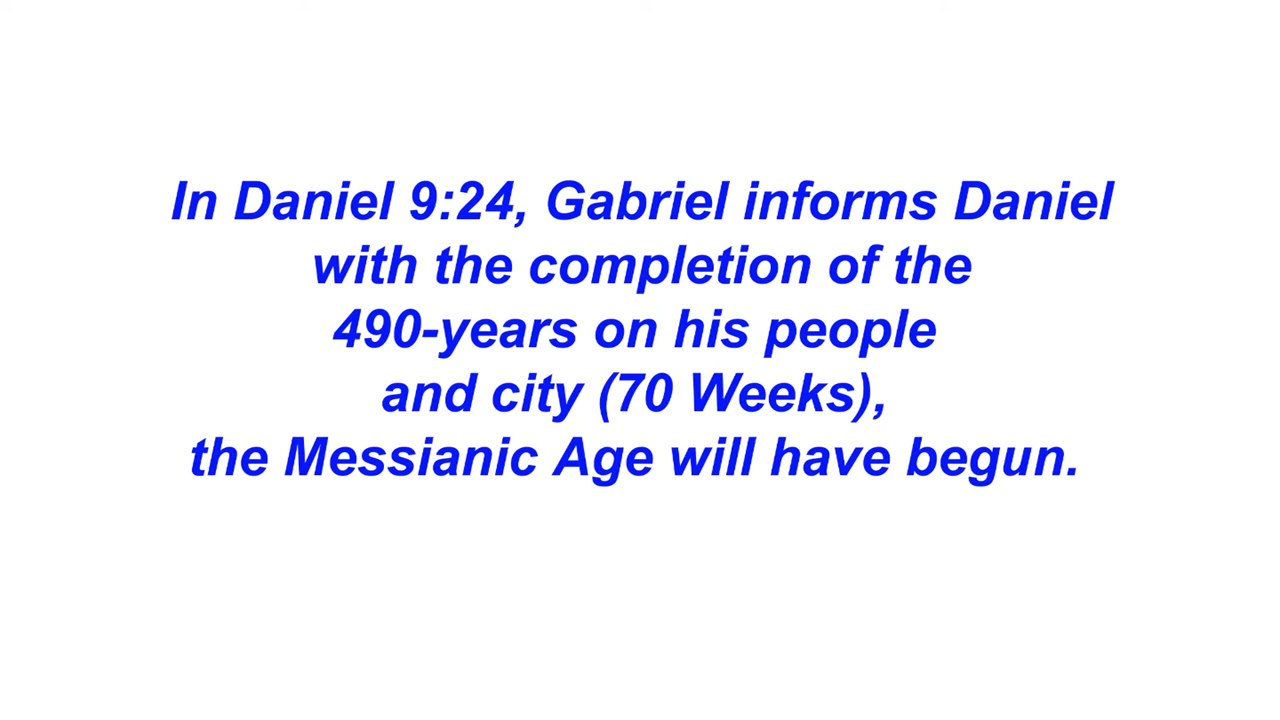 In Daniel 9:24, Gabriel informs Daniel
with the completion of the
490-years on his people
and city (70 Weeks),
the Messianic Age will have begun.